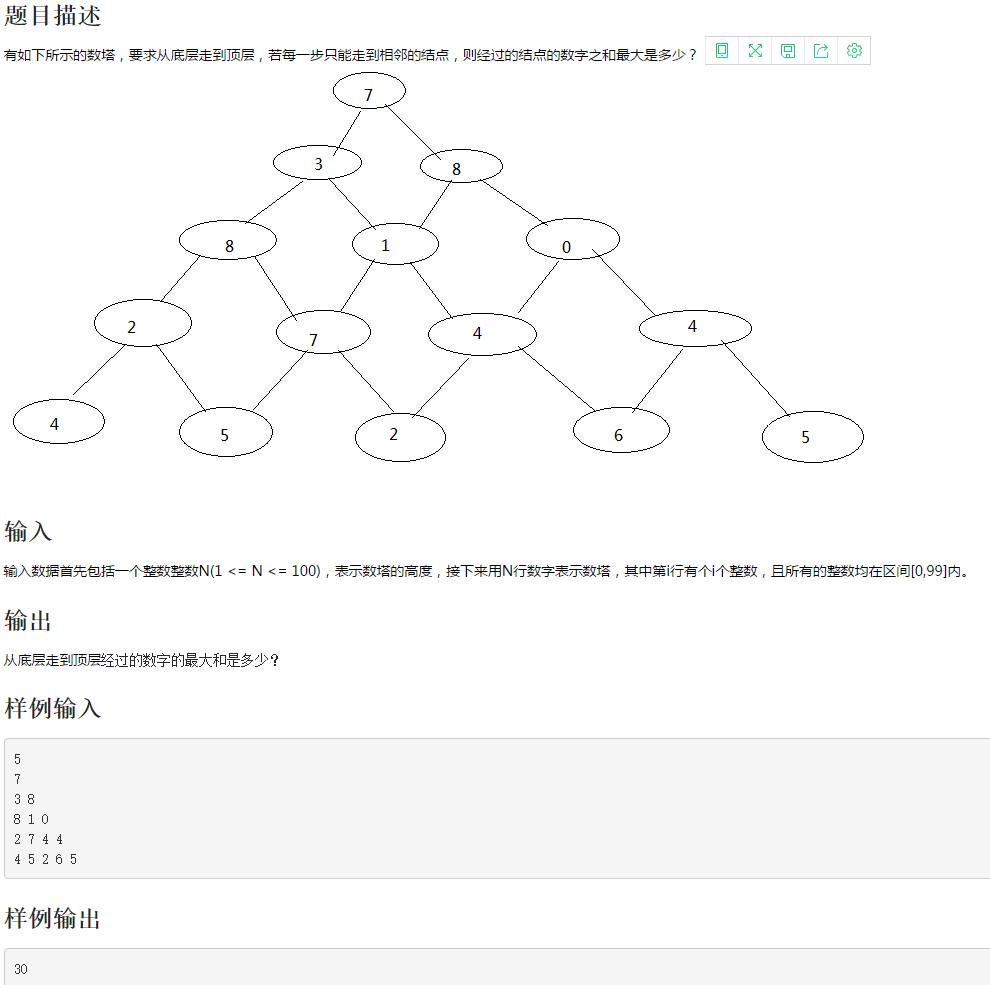 题目描述
有如下所示的数塔，要求从底层走到顶层，若每一步只能走到相邻的结点，则经过的结点的数字之和最大是多少？
7
3 8
8 1 0
2 7 4 4
4 5 2 6 5
输入
输入数据首先包括一个整数整数N(1 <= N <= 100)，表示数塔的高度，接下来用N行数字表示数塔，其中第i行有个i个整数，且所有的整数均在区间[0,99]内。
输出
从底层走到顶层经过的数字的最大和是多少？
样例输入
5
7
3 8
8 1 0
2 7 4 4
4 5 2 6 5
样例输出
30